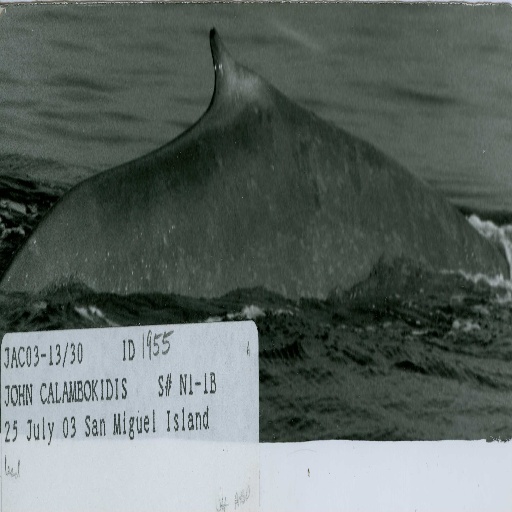 JAC03-13/30 ID 1955
JOHN CALAMBOKIDIS S# N1-1B
25 July 03 San Miguel Island